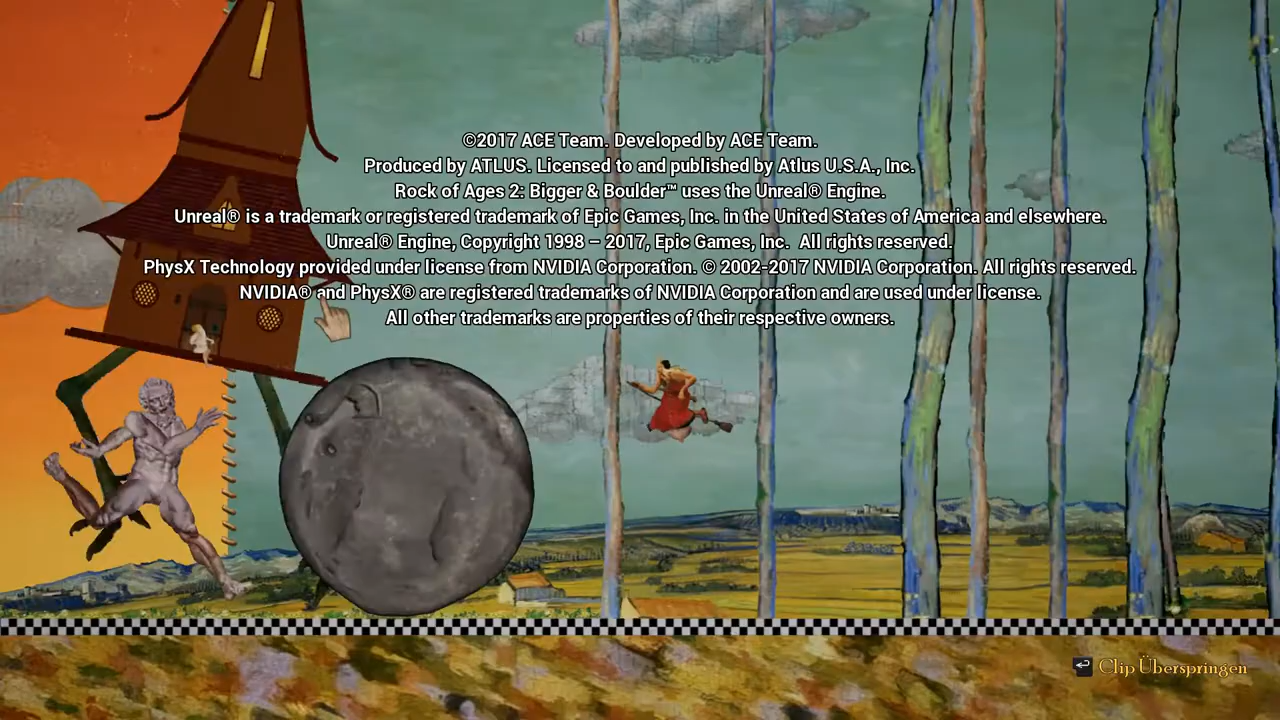 ©2017 ACE Team. Developed by ACE Team.
Produced by ATLUS. Licensed to and published by Atlus U.S.A., Inc.
Rock of Ages 2: Bigger & Boulder™ uses the Unreal® Engine.
Unreal® is a trademark or registered trademark of Epic Games, Inc. in the United States of America and elsewhere.
Unreal® Engine, Copyright 1998 – 2017, Epic Games, Inc.  All rights reserved.
PhysX Technology provided under license from NVIDIA Corporation. © 2002-2017 NVIDIA Corporation. All rights reserved.
NVIDIA® and PhysX® are registered trademarks of NVIDIA Corporation and are used under license.
All other trademarks are properties of their respective owners.
Clip Überspringen